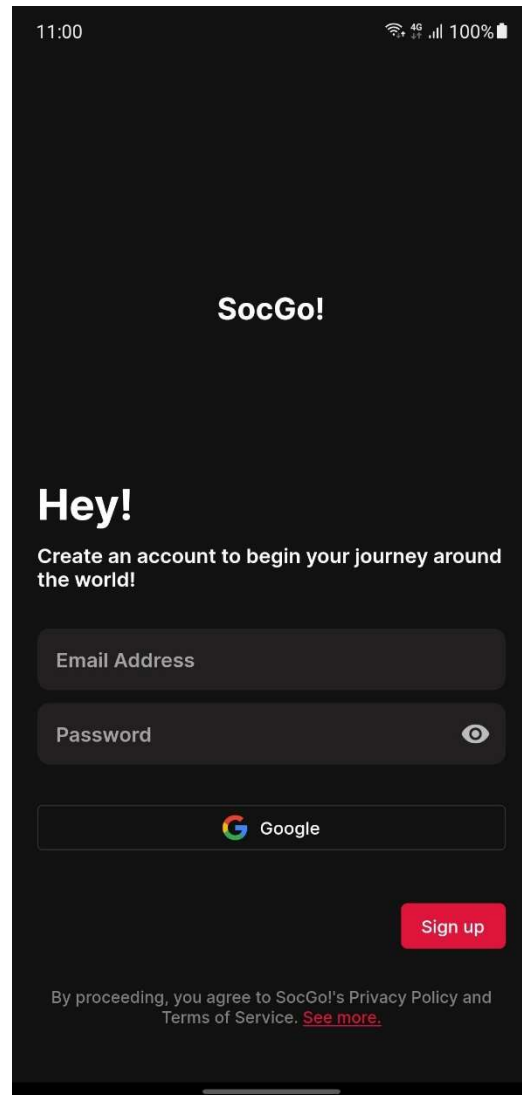 11:00
4G 100%
SocGo!
Hey!
Create an account to begin your journey around
the world!
Email Address
Password
Google
Sign up
By proceeding, you agree to SocGo!'s Privacy Policy and
Terms of Service. See more.